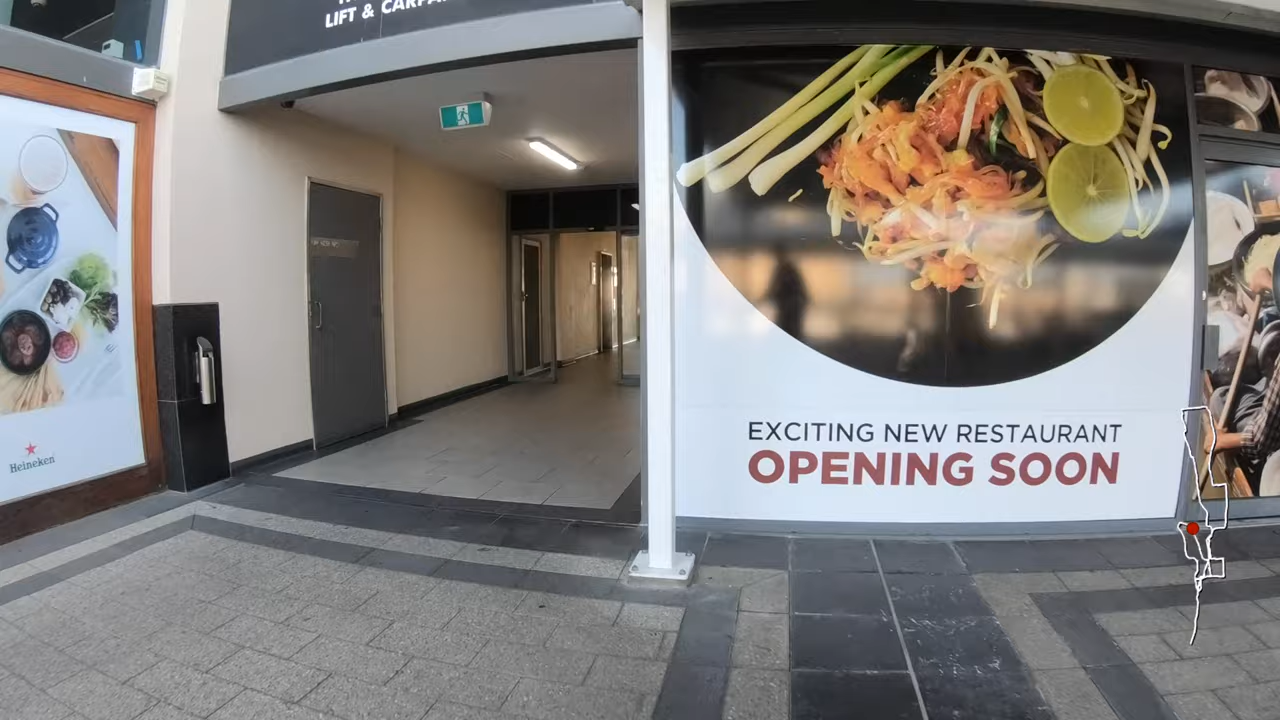 LIFT & CARPA
EXCITING NEW RESTAURANT
OPENING SOON
Heineken